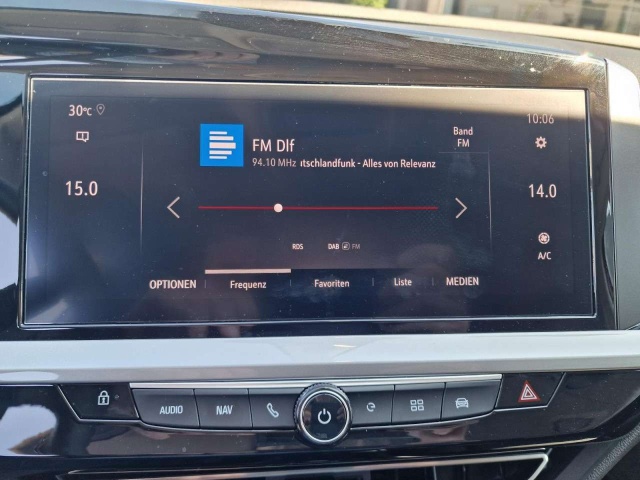 30°C
10:06
FM Dlf
94.10 MHz ıtschlandfunk - Alles von Relevanz
Band
FM
15.0
14.0
RDS DAB FM
A/C
OPTIONEN Frequenz Favoriten Liste MEDIEN
AUDIO NAV